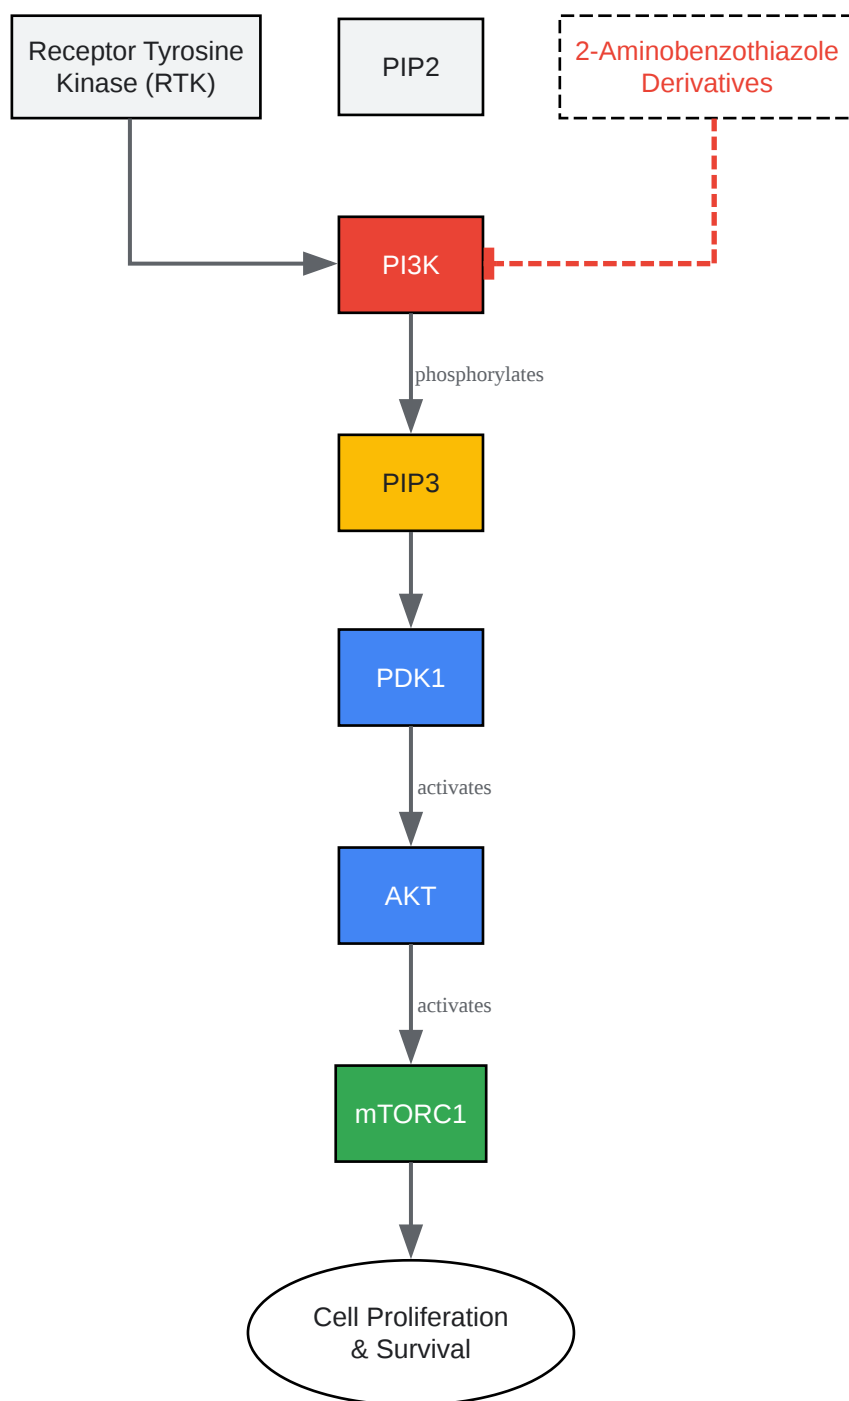 Receptor Tyrosine
Kinase (RTK)
PIP2
2-Aminobenzothiazole
Derivatives
PI3K
phosphorylates
PIP3
PDK1
activates
AKT
activates
mTORC1
Cell Proliferation
& Survival